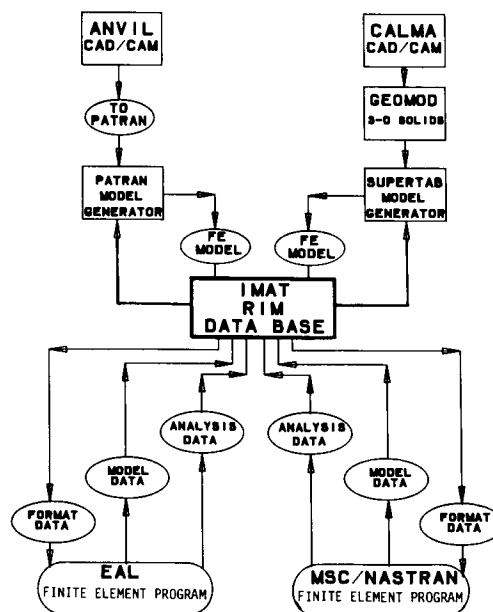 ANVIL
CAD/CAM
CALMA
CAD/CAM
TO
PATRAN
GEOMOD
3-D SOLIDS
PATRAN
MODEL
GENERATOR
SUPERTAB
MODEL
GENERATOR
FE
MODEL
FE
MODEL
IMAT
RIM
DATA BASE
ANALYSIS
DATA
ANALYSIS
DATA
MODEL
DATA
MODEL
DATA
FORMAT
DATA
FORMAT
DATA
EAL
FINITE ELEMENT PROGRAM
MSC/NASTRAN
FINITE ELEMENT PROGRAM